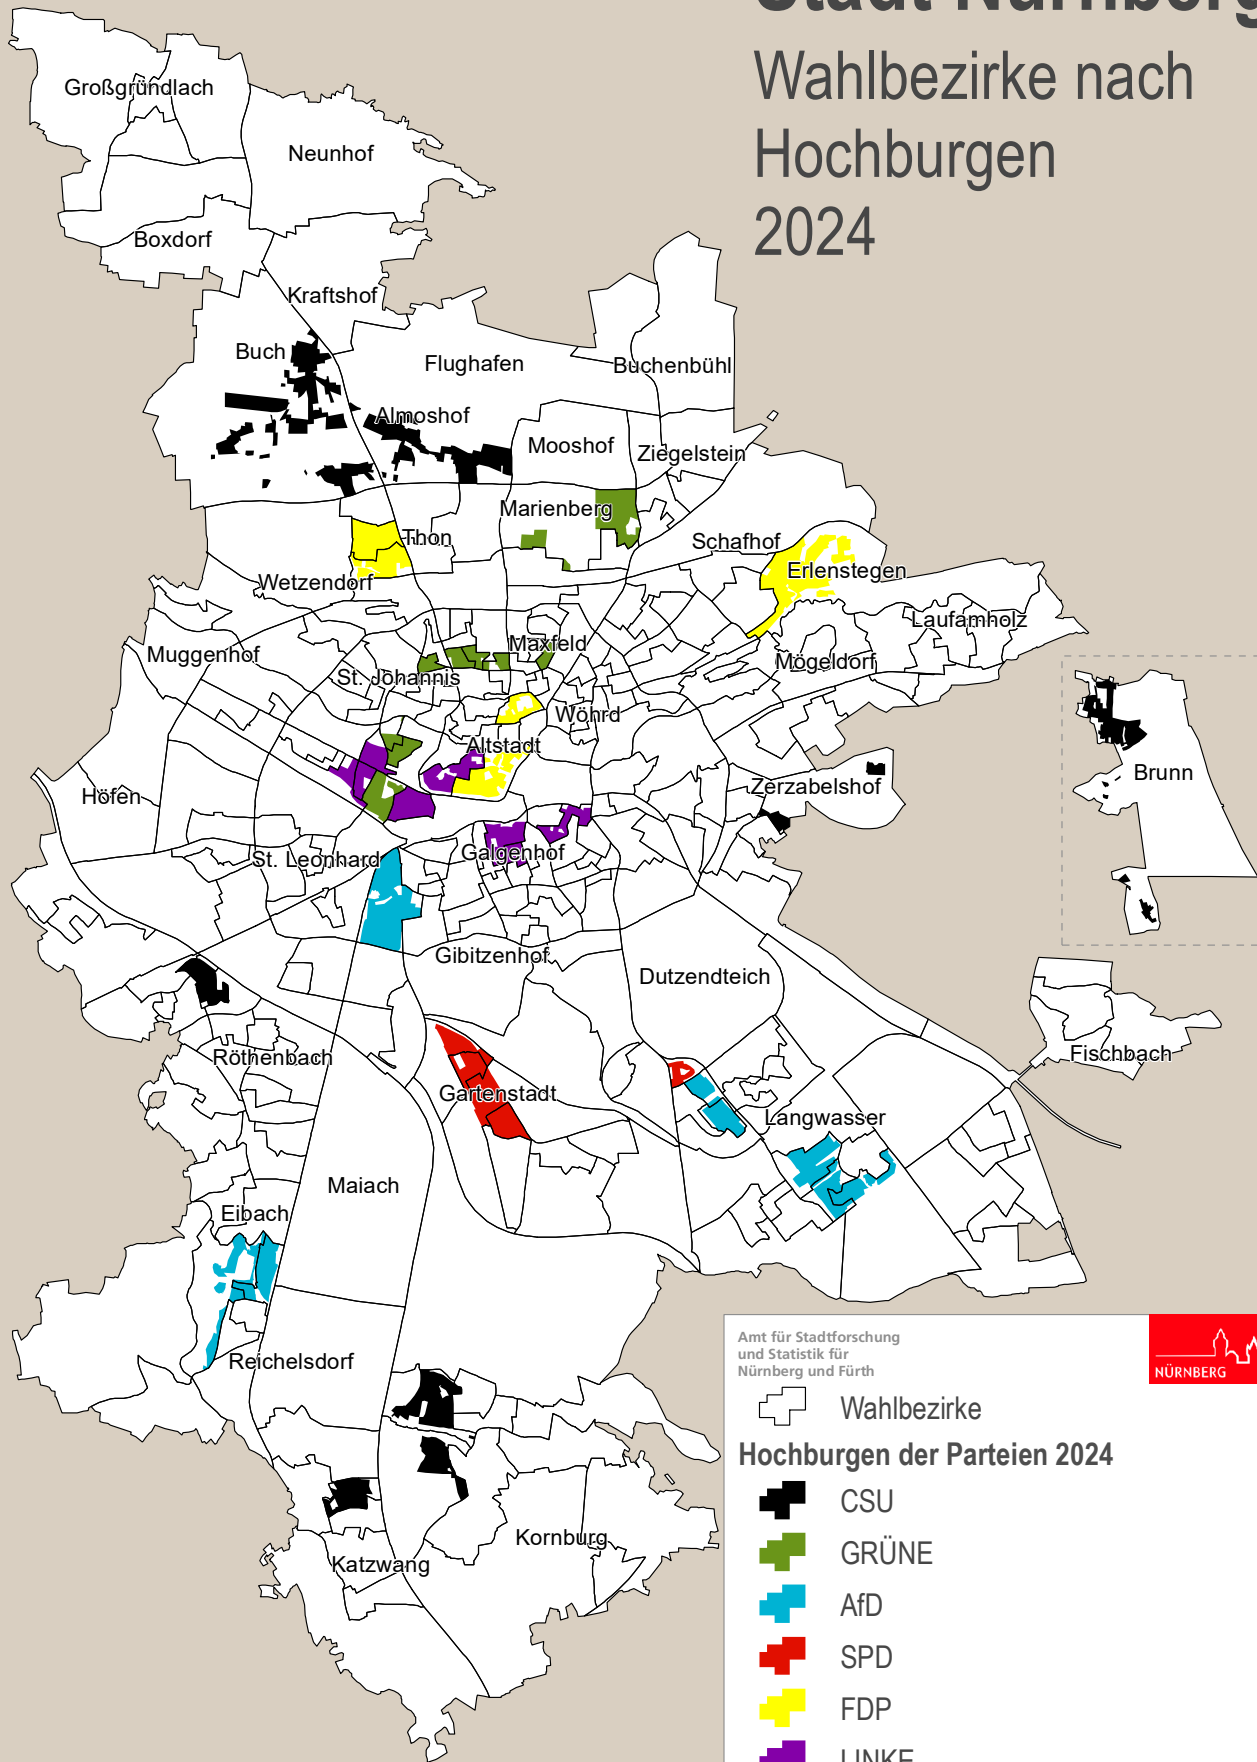 Stadt Nürnberg
Wahlbezirke nach
Hochburgen
2024
Großgründlach
Neunhof
Boxdorf
Kraftshof
Buch
Flughafen
Buchenbühl
Almoshof
Mooshof
Ziegelstein
Marienberg
Thon
Schafhof
Erlenstegen
Wetzendorf
Laufamholz
Maxfeld
Muggenhof
Mögeldorf
St. Johannis
Wöhrd
Altstadt
Brunn
Zerzabelshof
Höfen
St. Leonhard
Galgenhof
Gibitzenhof
Dutzendteich
Röthenbach
Fischbach
Gartenstadt
Langwasser
Maiach
Eibach
Reichelsdorf
Kornburg
Katzwang
Amt für Stadtforschung
und Statistik für
Nürnberg und Fürth
NÜRNBERG
Wahlbezirke
Hochburgen der Parteien 2024
CSU
GRÜNE
AfD
SPD
FDP
LINKE